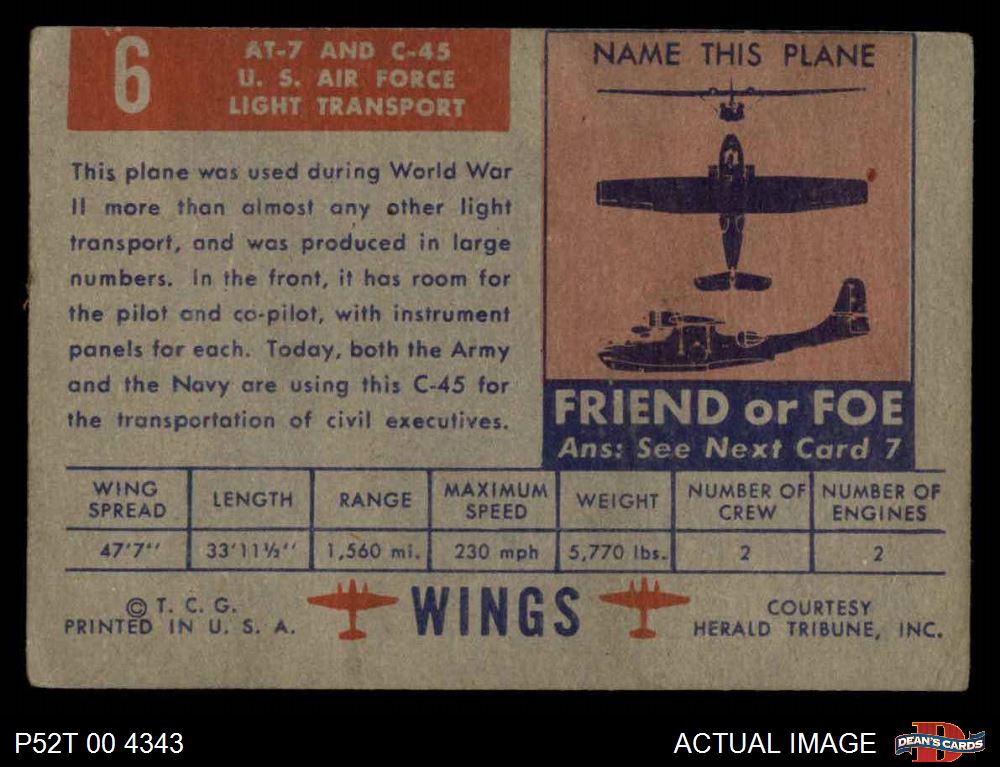 6
AT-7 AND C-45
U. S. AIR FORCE
LIGHT TRANSPORT
This plane was used during World War
II more than almost any other light
transport, and was produced in large
numbers. In the front, it has room for
the pilot and co-pilot, with instrument
panels for each. Today, both the Army
and the Navy are using this C-45 for
the transportation of civil executives.
NAME THIS PLANE
FRIEND or FOE
Ans: See Next Card 7
WING SPREAD LENGTH RANGE MAXIMUM SPEED WEIGHT NUMBER OF CREW NUMBER OF ENGINES
47'7" 33'11½" 1,560 mi. 230 mph 5,770 lbs. 2 2
© T. C. G.
PRINTED IN U. S. A.
WINGS
COURTESY
HERALD TRIBUNE, INC.
P52T 00 4343
ACTUAL IMAGE
D
DEAN'S CARDS